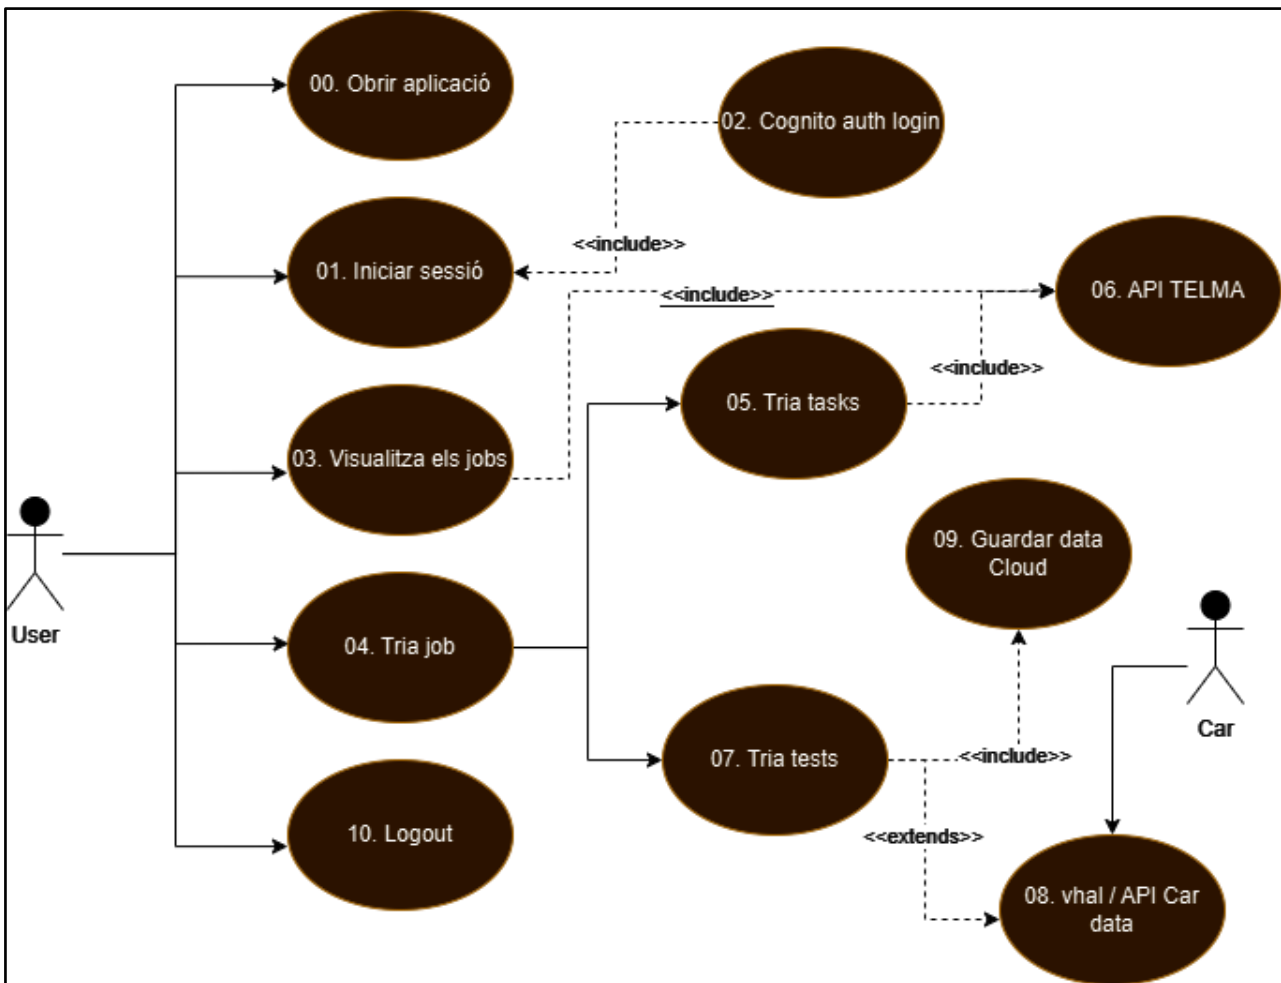 00. Obrir aplicació
02. Cognito auth login
<<include>>
01. Iniciar sessió
<<include>>
06. API TELMA
<<include>>
05. Tria tasks
03. Visualitza els jobs
09. Guardar data
Cloud
User
04. Tria job
Car
07. Tria tests
<<include>>
<<extends>>
10. Logout
08. vhal / API Car
data